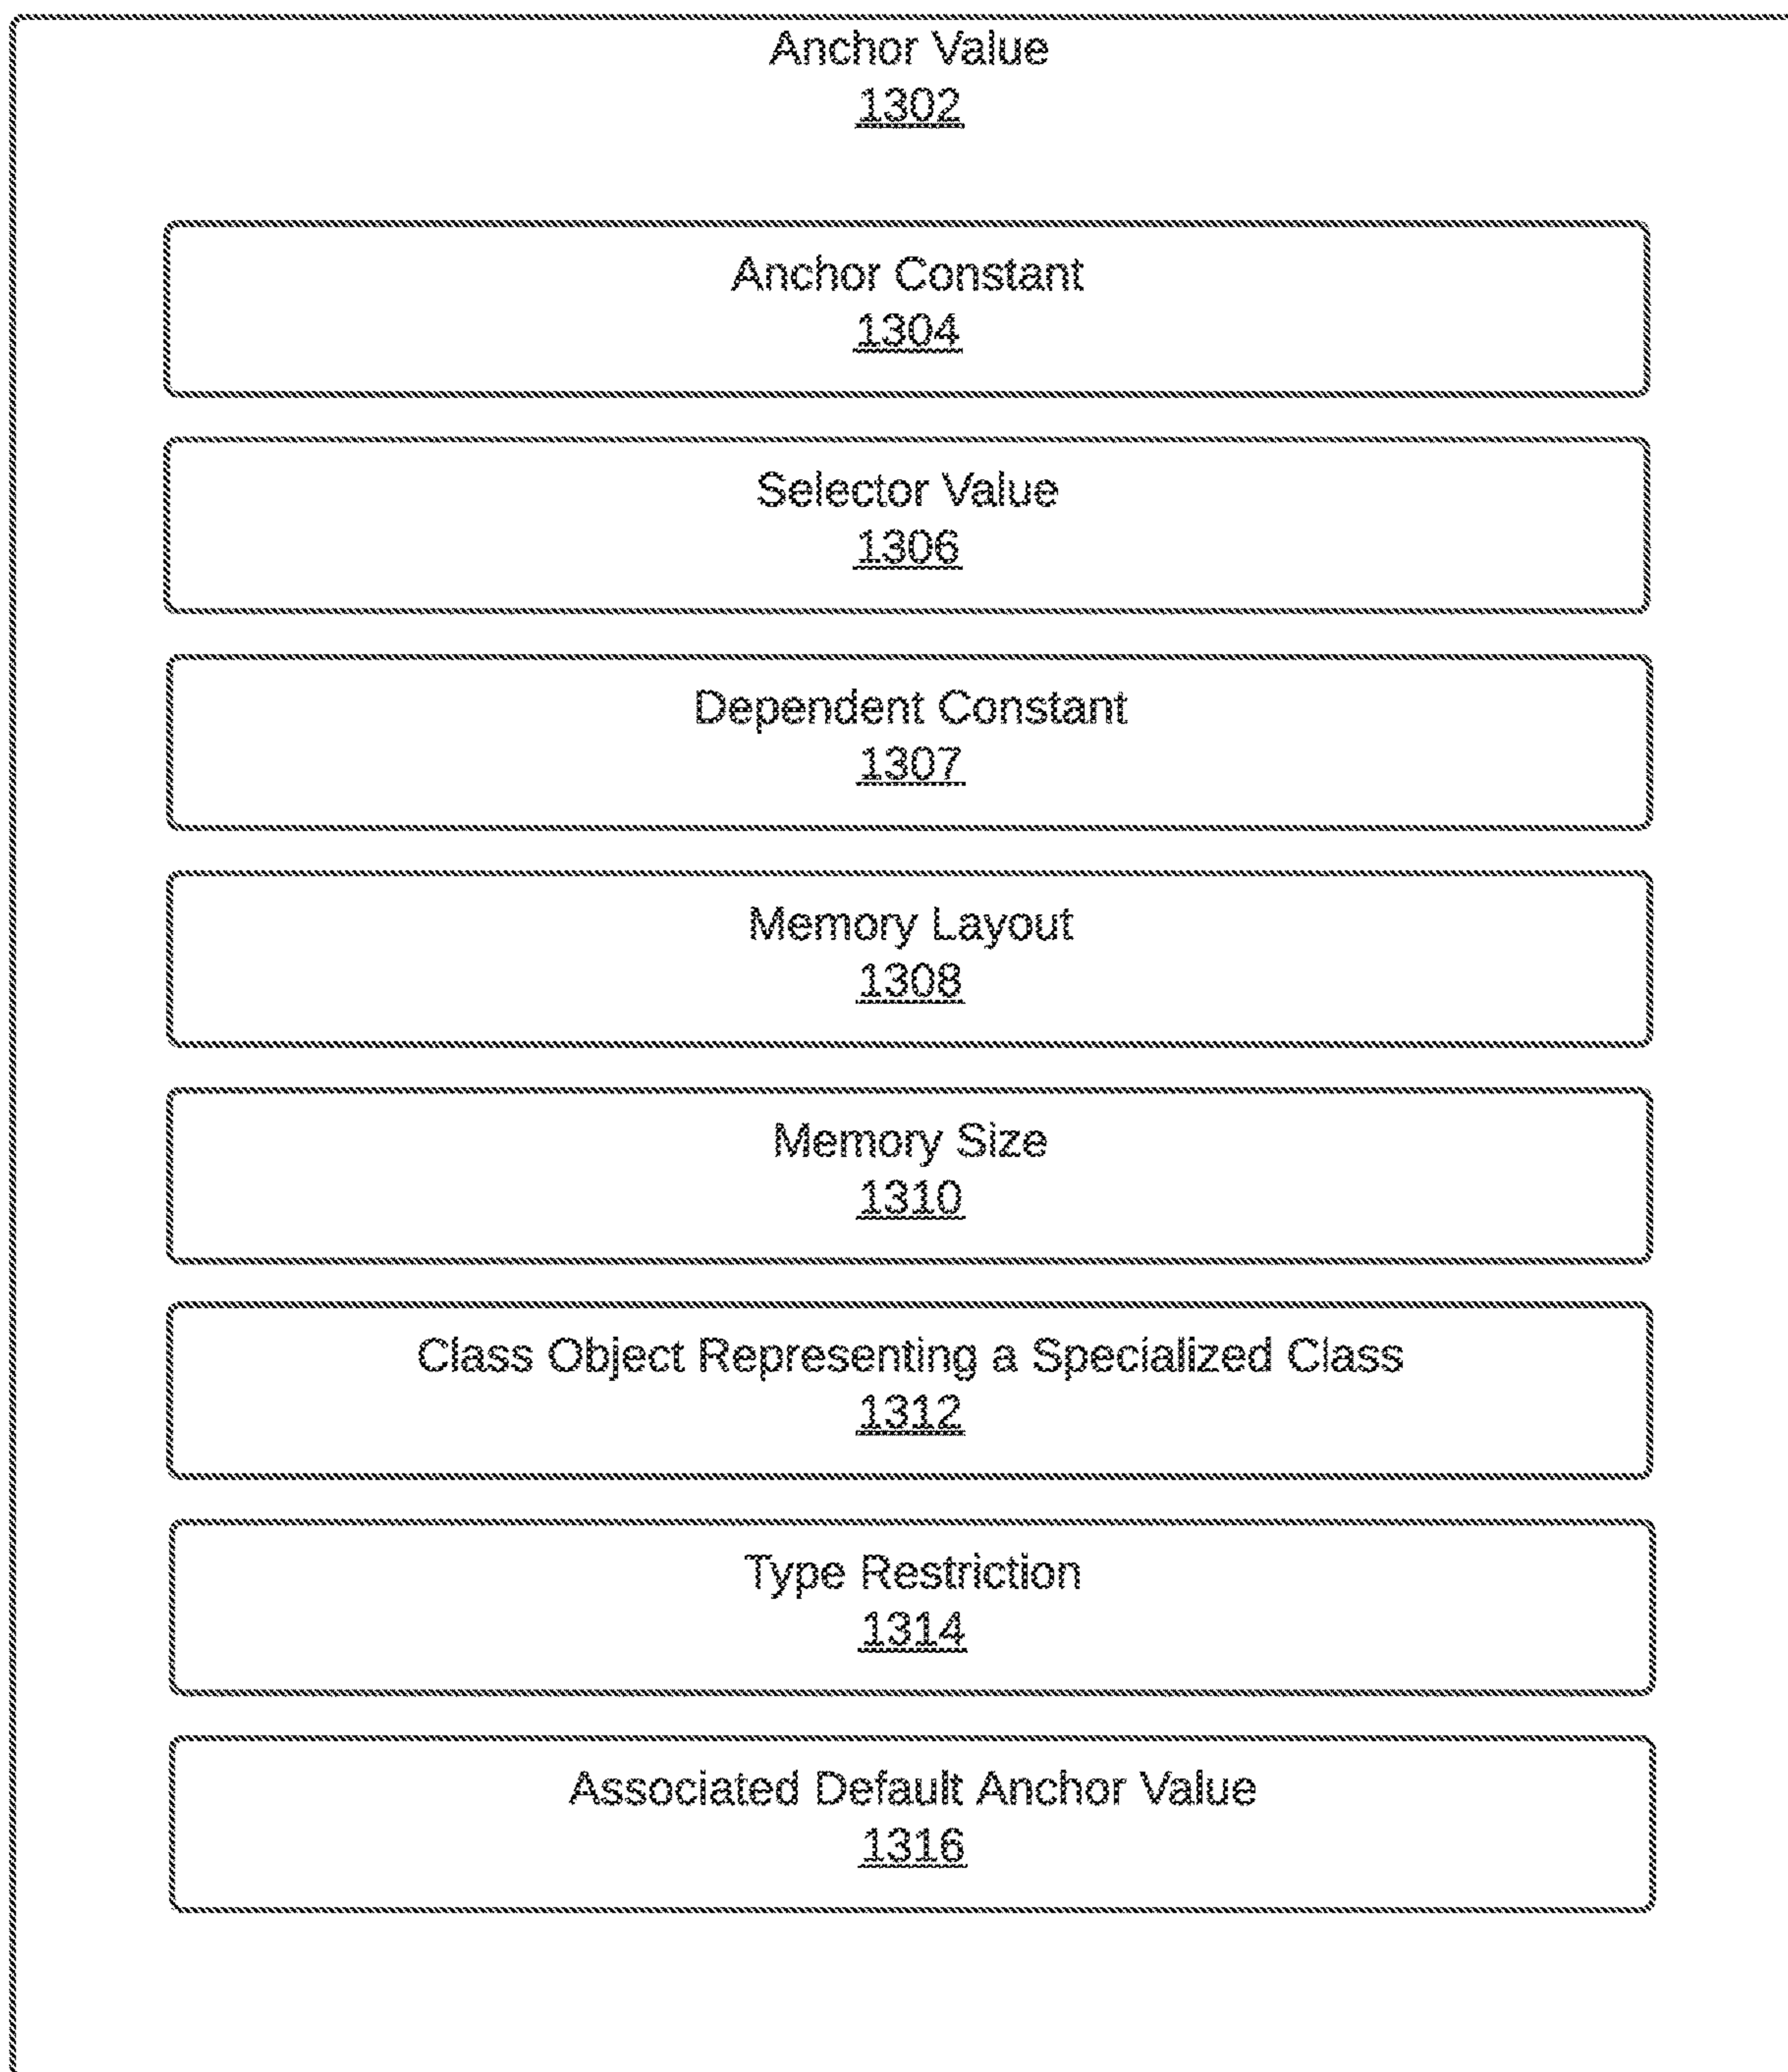 Anchor Value
1302
Anchor Constant
1304
Selector Value
1306
Dependent Constant
1307
Memory Layout
1308
Memory Size
1310
Class Object Representing a Specialized Class
1312
Type Restriction
1314
Associated Default Anchor Value
1316